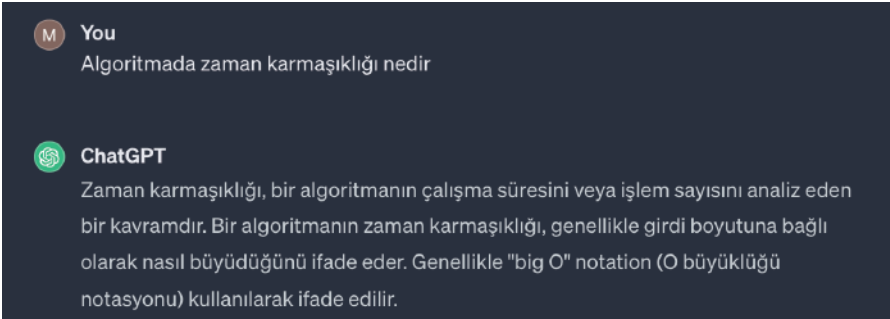 M You
Algoritmada zaman karmaşıklığı nedir
ChatGPT
Zaman karmaşıklığı, bir algoritmanın çalışma süresini veya işlem sayısını analiz eden
bir kavramdır. Bir algoritmanın zaman karmaşıklığı, genellikle girdi boyutuna bağlı
olarak nasıl büyüdüğünü ifade eder. Genellikle "big O" notation (O büyüklüğü
notasyonu) kullanılarak ifade edilir.